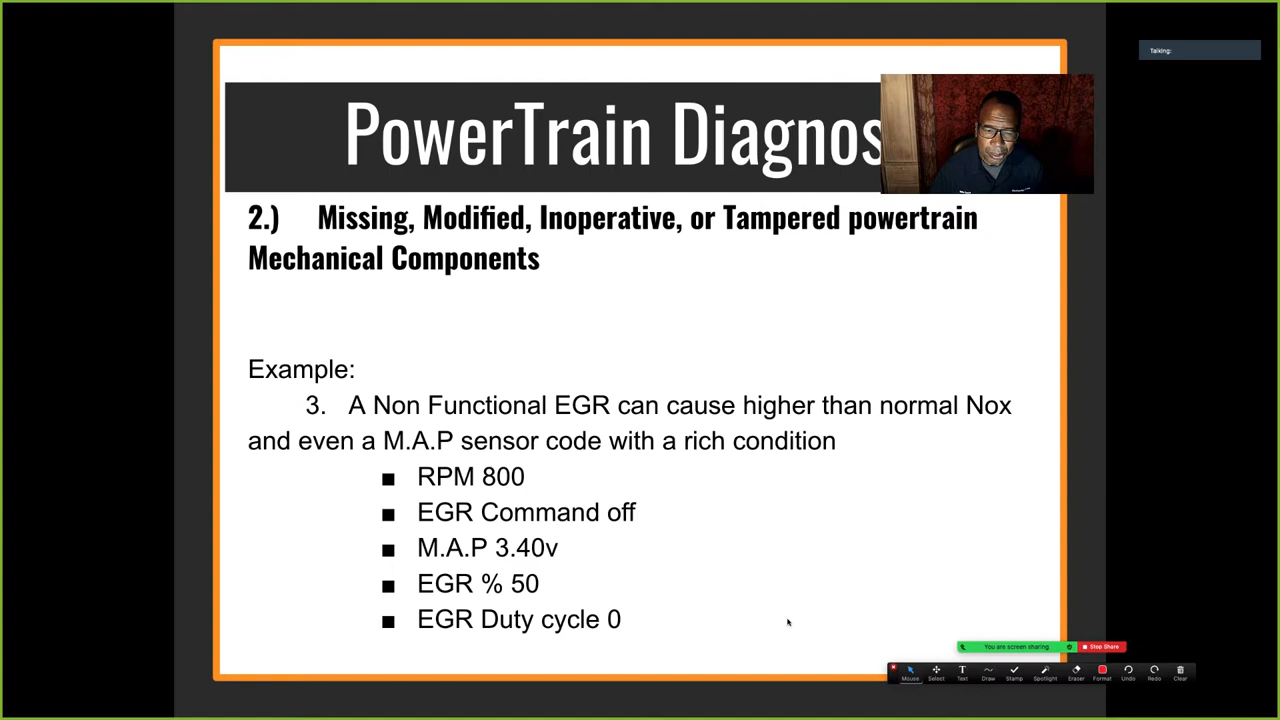 Talking:
PowerTrain Diagnos
2.) Missing, Modified, Inoperative, or Tampered powertrain
Mechanical Components
Example:
3. A Non Functional EGR can cause higher than normal Nox
and even a M.A.P sensor code with a rich condition
■ RPM 800
■ EGR Command off
■ M.A.P 3.40v
■ EGR % 50
■ EGR Duty cycle 0
You are screen sharing
Stop Share
Mouse Select Text Draw Stamp Spotlight Eraser Format Undo Redo Clear